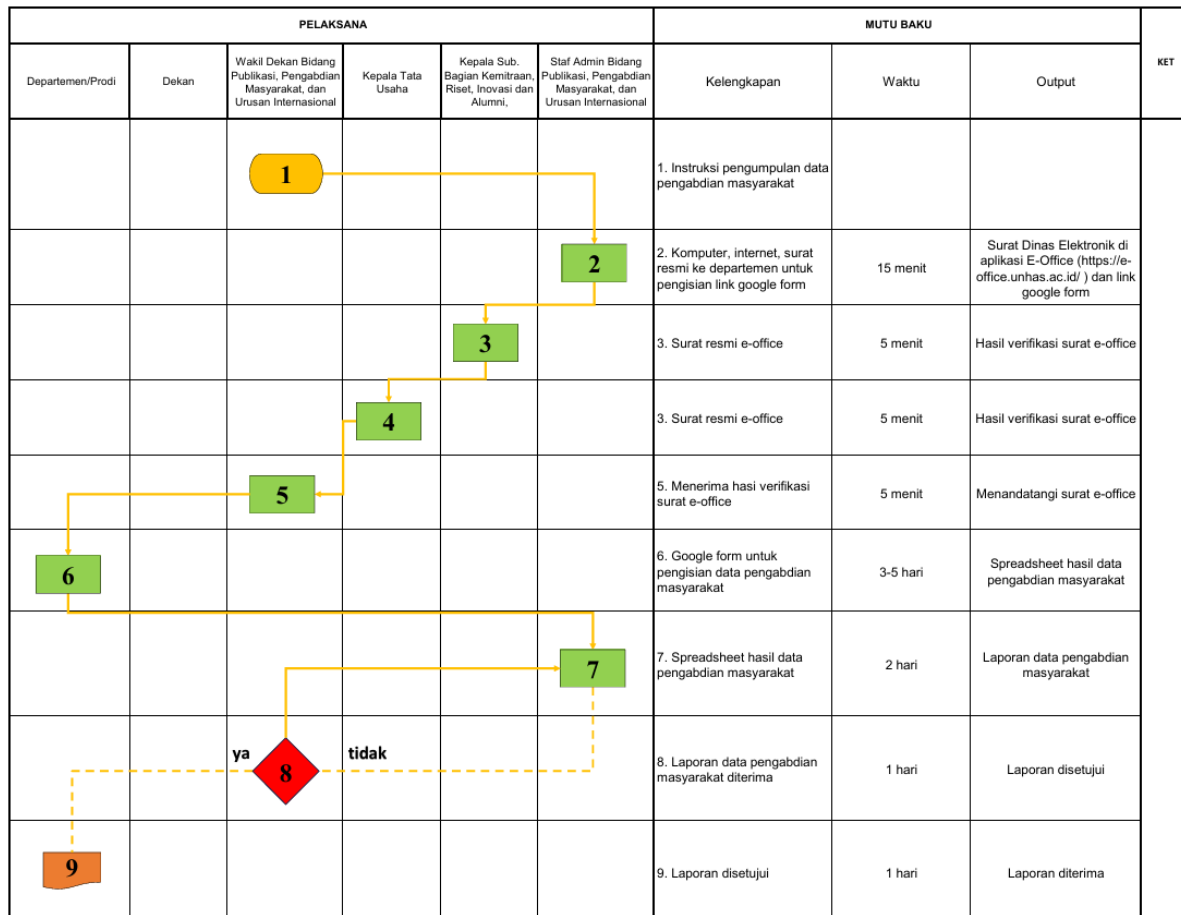 PELAKSANA
MUTU BAKU
KET
Departemen/Prodi
Dekan
Wakil Dekan Bidang
Publikasi, Pengabdian
Masyarakat, dan
Urusan Internasional
Kepala Tata
Usaha
Kepala Sub.
Bagian Kemitraan,
Riset, Inovasi dan
Alumni,
Staf Admin Bidang
Publikasi, Pengabdian
Masyarakat, dan
Urusan Internasional
Kelengkapan
Waktu
Output
1
1. Instruksi pengumpulan data
pengabdian masyarakat
2
2. Komputer, internet, surat
resmi ke departemen untuk
pengisian link google form
15 menit
Surat Dinas Elektronik di
aplikasi E-Office (https://e-
office.unhas.ac.id/ ) dan link
google form
3
3. Surat resmi e-office
5 menit
Hasil verifikasi surat e-office
4
3. Surat resmi e-office
5 menit
Hasil verifikasi surat e-office
5
5. Menerima hasi verifikasi
surat e-office
5 menit
Menandatangi surat e-office
6
6. Google form untuk
pengisian data pengabdian
masyarakat
3-5 hari
Spreadsheet hasil data
pengabdian masyarakat
7
7. Spreadsheet hasil data
pengabdian masyarakat
2 hari
Laporan data pengabdian
masyarakat
ya
8
tidak
8. Laporan data pengabdian
masyarakat diterima
1 hari
Laporan disetujui
9
9. Laporan disetujui
1 hari
Laporan diterima